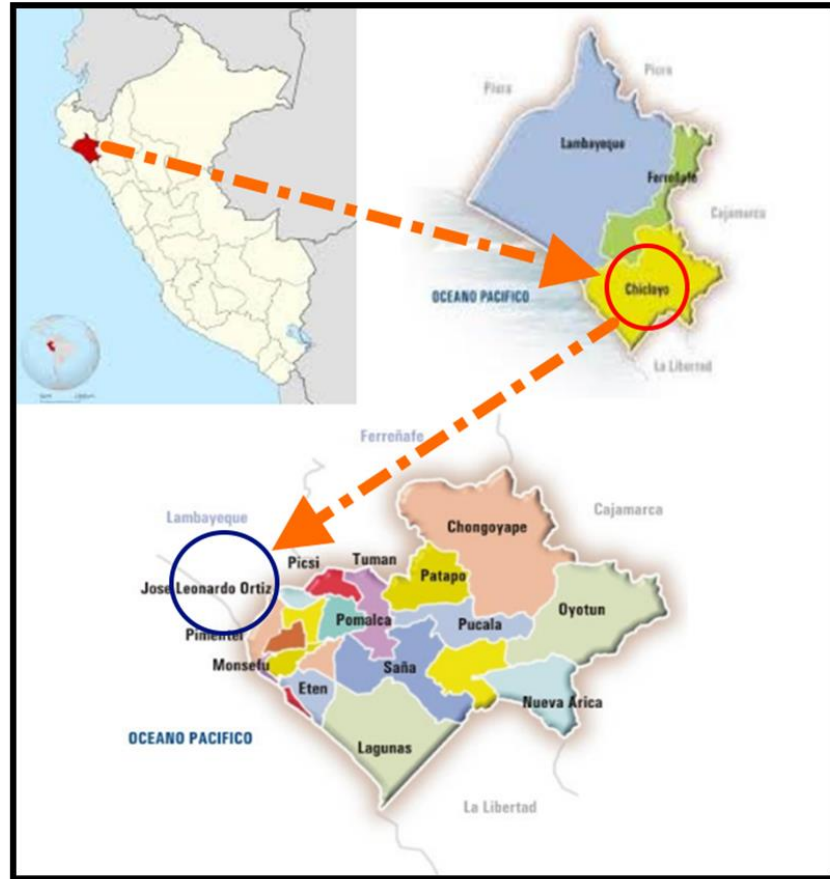 Piura
Piura
Lambayeque
Ferreñafe
Cajamarca
OCEANO PACIFICO
Chiclayo
La Libertad
Ferreñafe
Lambayeque
Cajamarca
Chongoyape
Picsi
Tuman
Patapo
Jose Leonardo Ortiz
Oyotun
Pomalca
Pucala
Pimentel
Monsefu
Saña
Eten
Nueva Arica
OCEANO PACIFICO
Lagunas
La Libertad